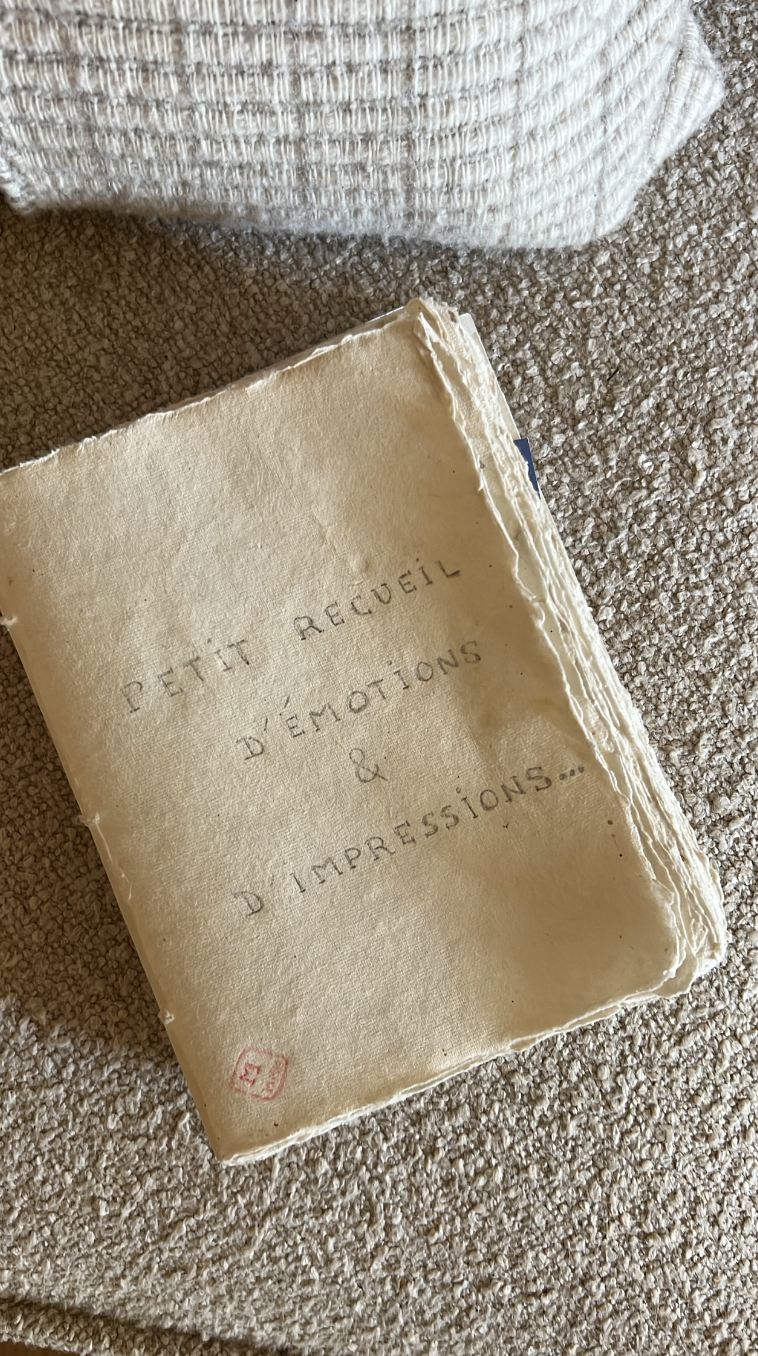 PETIT RECUEIL
D'ÉMOTIONS
&
D'IMPRESSIONS...